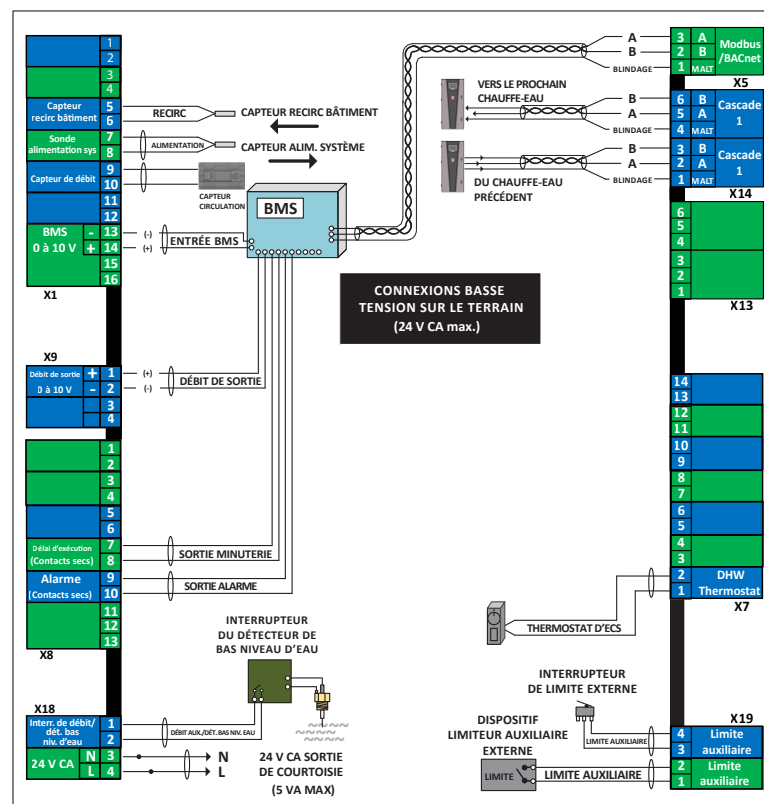 1
2
3
4
Capteur
recirc bâtiment
5
6
RECIRC
CAPTEUR RECIRC BÂTIMENT
Sonde
alimentation sys
7
8
ALIMENTATION
CAPTEUR ALIM. SYSTÈME
Capteur de débit
9
10
CAPTEUR
CIRCULATION
11
12
BMS
0 à 10 V
-
13
+
14
15
16
(-)
(+)
ENTRÉE BMS
BMS
X1
X9
Débit de sortie
0 à 10 V
+
1
-
2
3
4
(+)
(-)
DÉBIT DE SORTIE
1
2
3
4
5
6
Délai d'exécution
(Contacts secs)
7
8
SORTIE MINUTERIE
Alarme
(Contacts secs)
9
10
SORTIE ALARME
11
12
13
X8
X18
Interr. de débit/
dét. bas
niv. d'eau
1
2
DÉBIT AUX./DÉT. BAS NIV. EAU
24 V CA
N
3
L
4
N
L
INTERRUPTEUR
DU DÉTECTEUR DE
BAS NIVEAU D'EAU
24 V CA SORTIE
DE COURTOISIE
(5 VA MAX)
CONNEXIONS BASSE
TENSION SUR LE TERRAIN
(24 V CA max.)
A
B
BLINDAGE
3
A
2
B
1
MALT
Modbus
/BACnet
X5
VERS LE PROCHAIN
CHAUFFE-EAU
B
A
BLINDAGE
6
B
5
A
4
MALT
Cascade
1
DU CHAUFFE-EAU
PRÉCÉDENT
B
A
BLINDAGE
3
B
2
A
1
MALT
Cascade
1
X14
6
5
4
3
2
1
X13
14
13
12
11
10
9
8
7
6
5
4
3
2
1
DHW
Thermostat
X7
THERMOSTAT D'ECS
INTERRUPTEUR
DE LIMITE EXTERNE
X19
LIMITE AUXILIAIRE
4
3
Limite
auxiliaire
DISPOSITIF
LIMITEUR AUXILIAIRE
EXTERNE
LIMITE
LIMITE AUXILIAIRE
2
1
Limite
auxiliaire